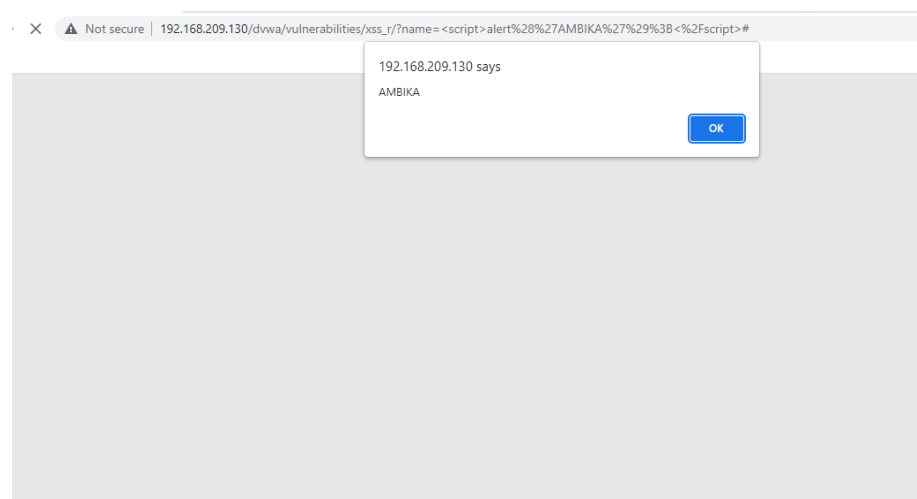 Not secure | 192.168.209.130/dvwa/vulnerabilities/xss_r/?name=<script>alert%28%27AMBIKA%27%29%3B<%2Fscript>#
192.168.209.130 says
AMBIKA
OK